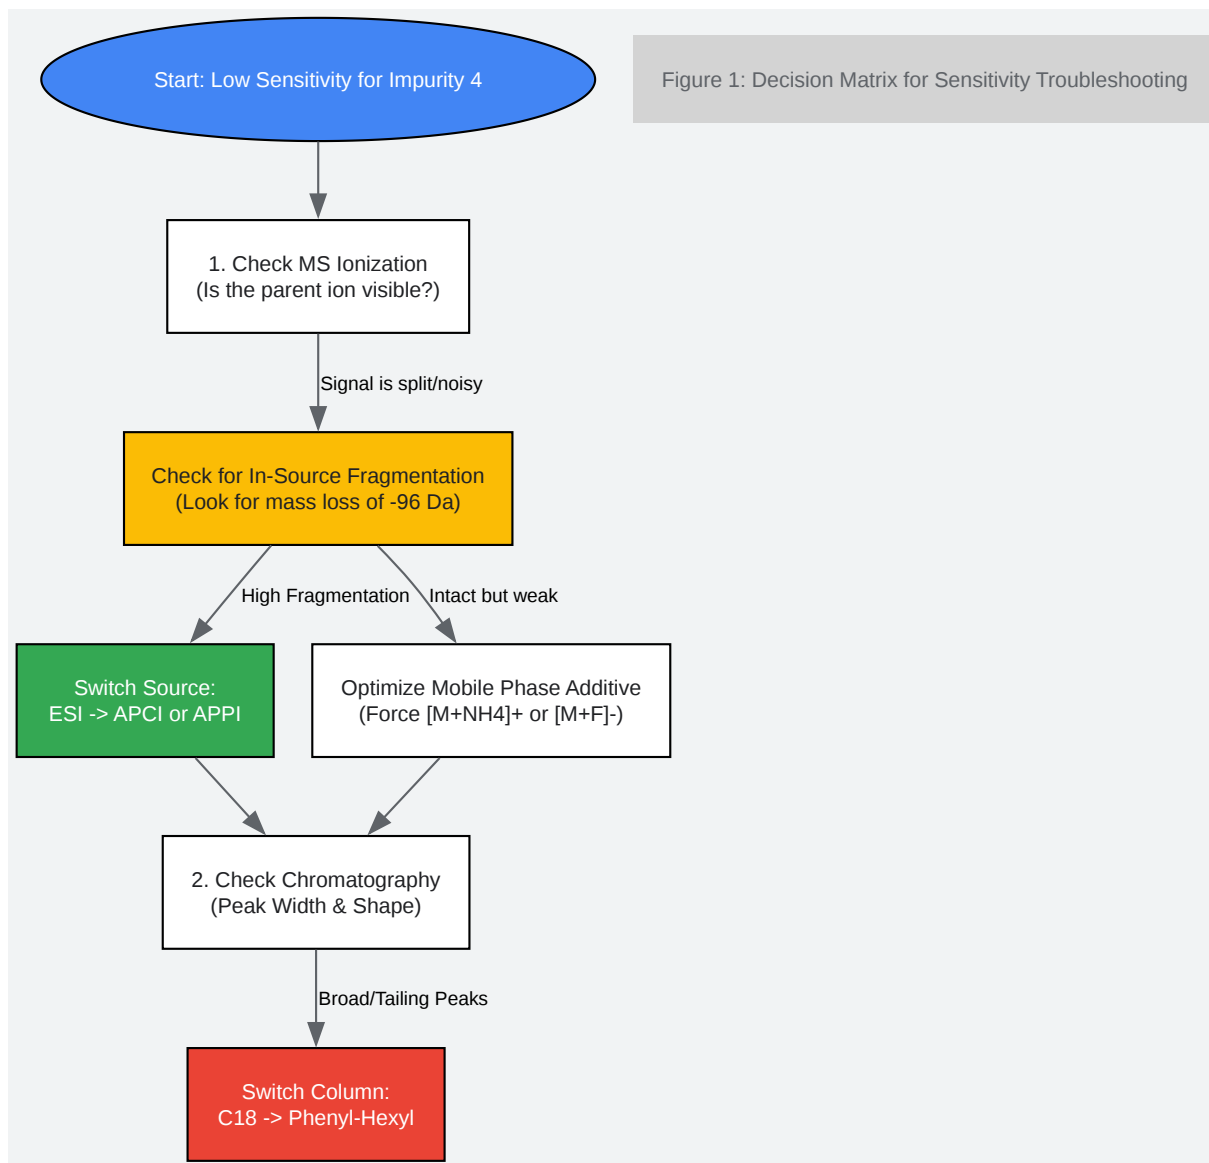 Start: Low Sensitivity for Impurity 4
Figure 1: Decision Matrix for Sensitivity Troubleshooting
1. Check MS Ionization
(Is the parent ion visible?)
Signal is split/noisy
Check for In-Source Fragmentation
(Look for mass loss of -96 Da)
High Fragmentation
Intact but weak
Switch Source:
ESI -> APCI or APPI
Optimize Mobile Phase Additive
(Force [M+NH4]+ or [M+F]-)
2. Check Chromatography
(Peak Width & Shape)
Broad/Tailing Peaks
Switch Column:
C18 -> Phenyl-Hexyl